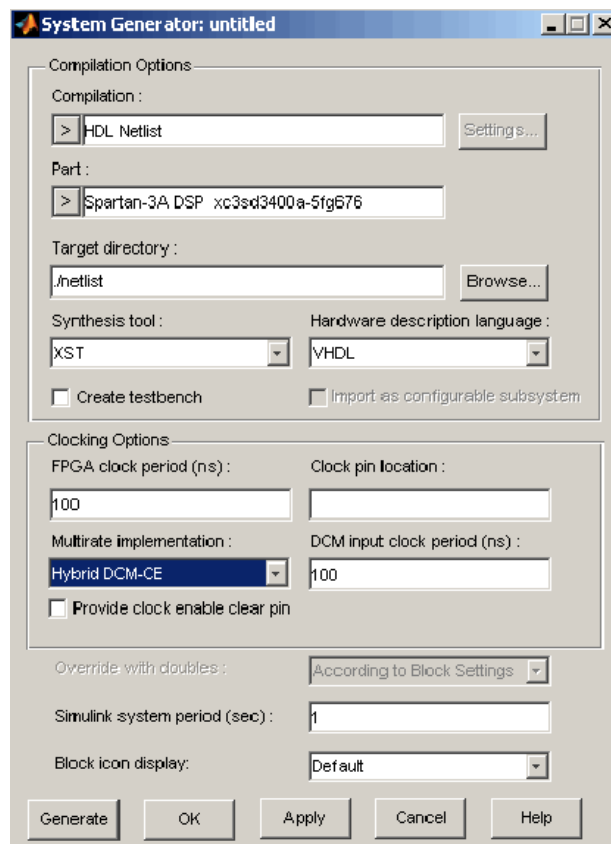 System Generator: untitled
Compilation Options
Compilation :
> HDL Netlist Settings...
Part :
> Spartan-3A DSP xc3sd3400a-5fg676
Target directory :
./netlist Browse...
Synthesis tool : Hardware description language :
XST VHDL
Create testbench Import as configurable subsystem
Clocking Options
FPGA clock period (ns) : Clock pin location :
100
Multirate implementation : DCM input clock period (ns) :
Hybrid DCM-CE 100
Provide clock enable clear pin
Override with doubles : According to Block Settings
Simulink system period (sec) : 1
Block icon display: Default
Generate OK Apply Cancel Help